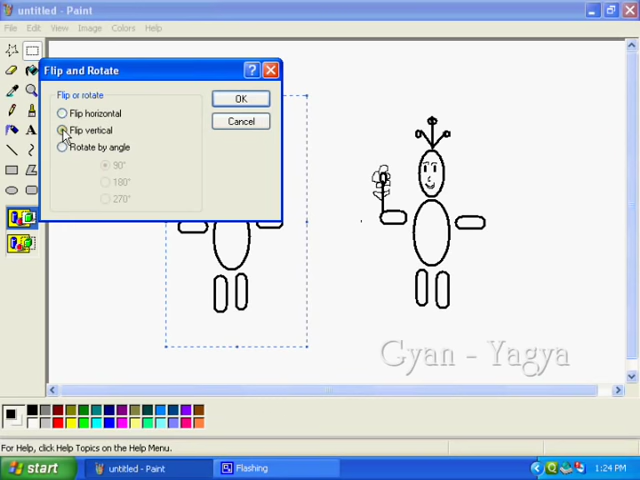 untitled - Paint
File Edit View Image Colors Help
Flip and Rotate
Flip or rotate
Flip horizontal
Flip vertical
Rotate by angle
90°
180°
270°
OK
Cancel
A
Gyan - Yagya
For Help, click Help Topics on the Help Menu.
start
untitled - Paint
Flashing
1:24 PM